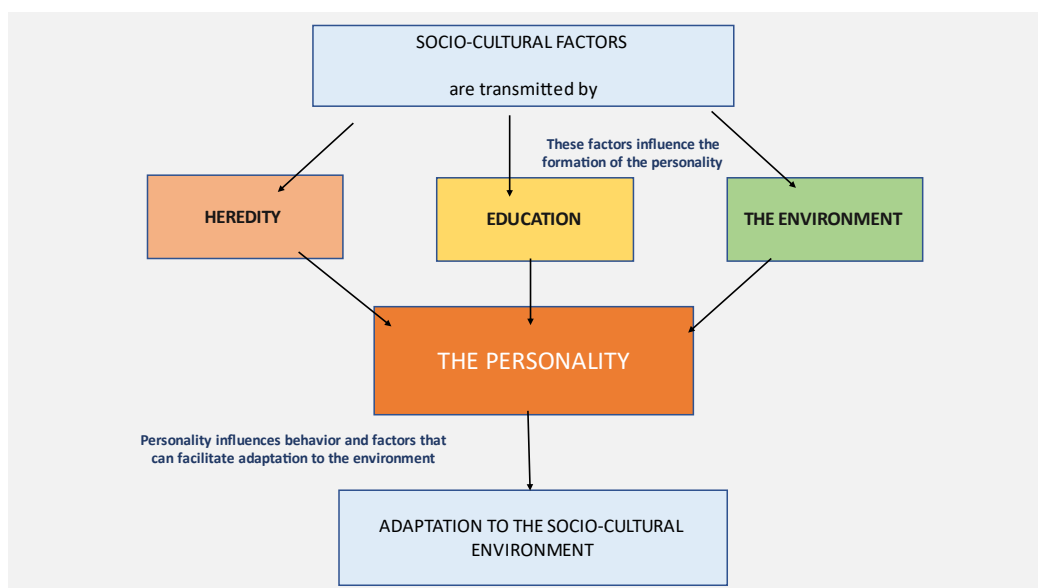 SOCIO-CULTURAL FACTORS
are transmitted by
These factors influence the
formation of the personality
HEREDITY
EDUCATION
THE ENVIRONMENT
THE PERSONALITY
Personality influences behavior and factors that
can facilitate adaptation to the environment
ADAPTATION TO THE SOCIO-CULTURAL
ENVIRONMENT